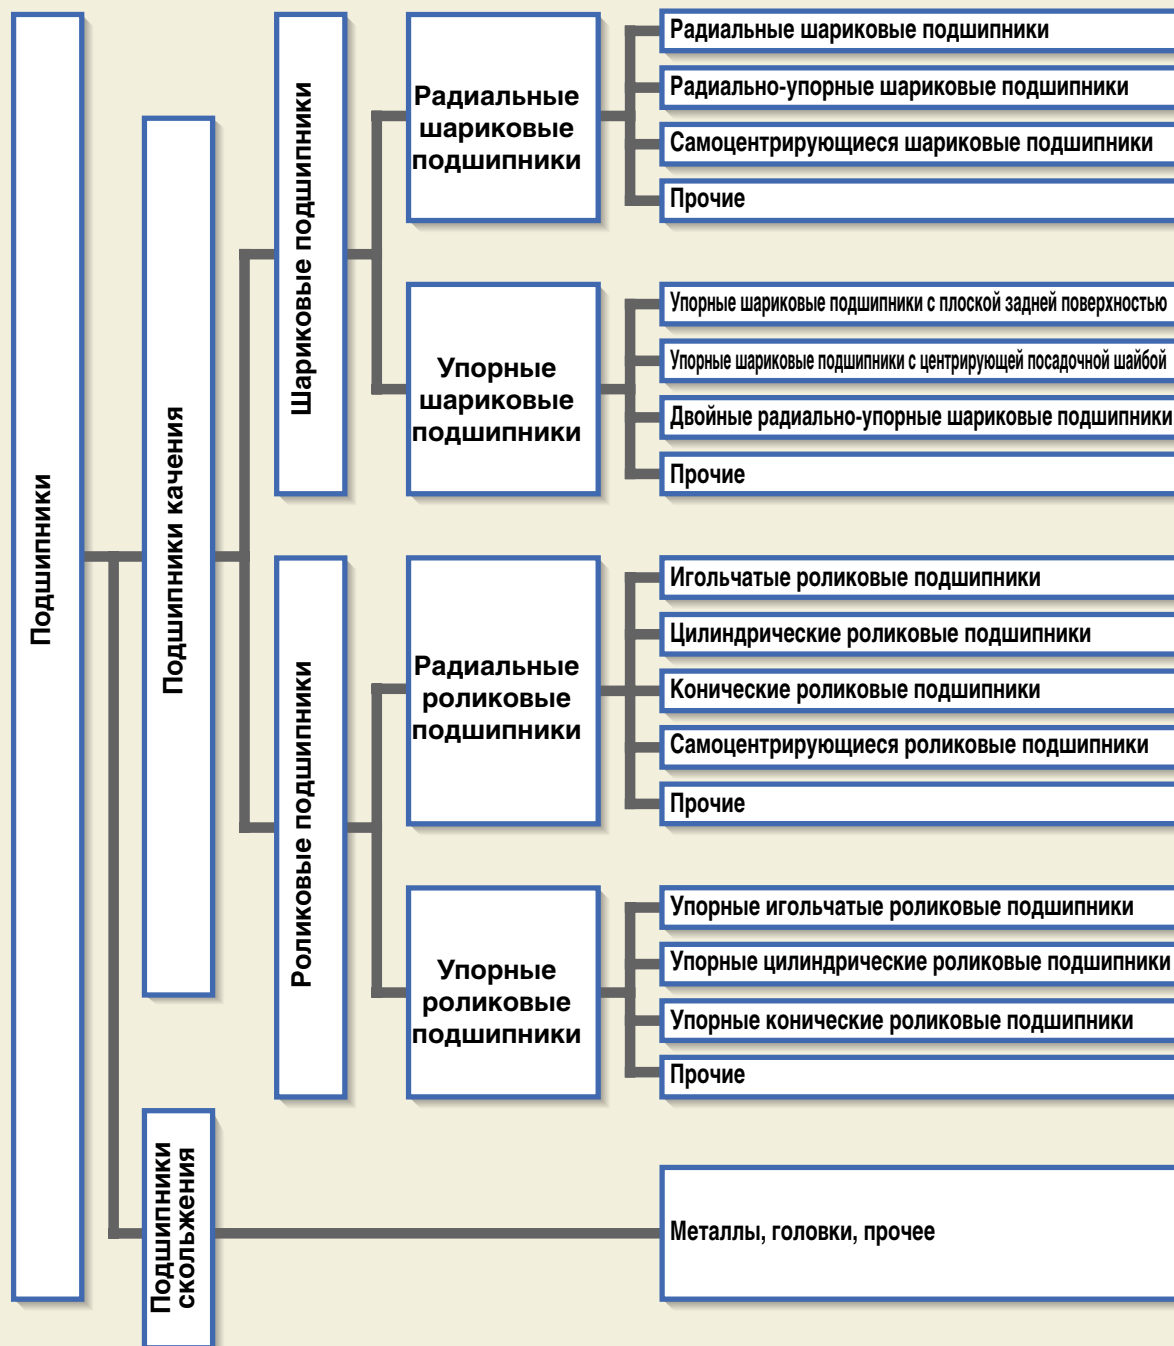 Подшипники
Подшипники качения
Шариковые подшипники
Радиальные
шариковые
подшипники
Радиальные шариковые подшипники
Радиально-упорные шариковые подшипники
Самоцентрирующиеся шариковые подшипники
Прочие
Упорные
шариковые
подшипники
Упорные шариковые подшипники с плоской задней поверхностью
Упорные шариковые подшипники с центрирующей посадочной шайбой
Двойные радиально-упорные шариковые подшипники
Прочие
Роликовые подшипники
Радиальные
роликовые
подшипники
Игольчатые роликовые подшипники
Цилиндрические роликовые подшипники
Конические роликовые подшипники
Самоцентрирующиеся роликовые подшипники
Прочие
Упорные
роликовые
подшипники
Упорные игольчатые роликовые подшипники
Упорные цилиндрические роликовые подшипники
Упорные конические роликовые подшипники
Прочие
Подшипники
скольжения
Металлы, головки, прочее